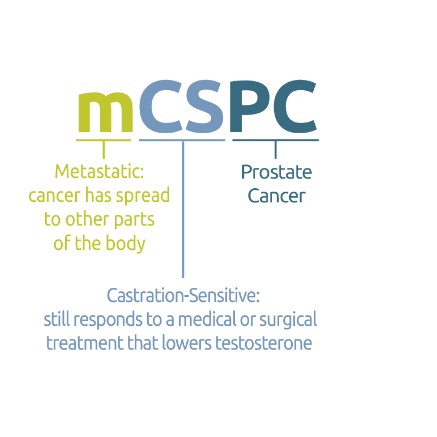 mCSPC
Metastatic:
cancer has spread
to other parts
of the body
Prostate
Cancer
Castration-Sensitive:
still responds to a medical or surgical
treatment that lowers testosterone